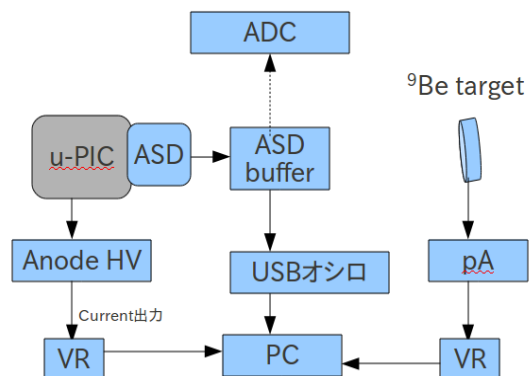 ADC
⁹Be target
u-PIC
ASD
ASD
buffer
Anode HV
USBオシロ
pA
Current出力
VR
PC
VR